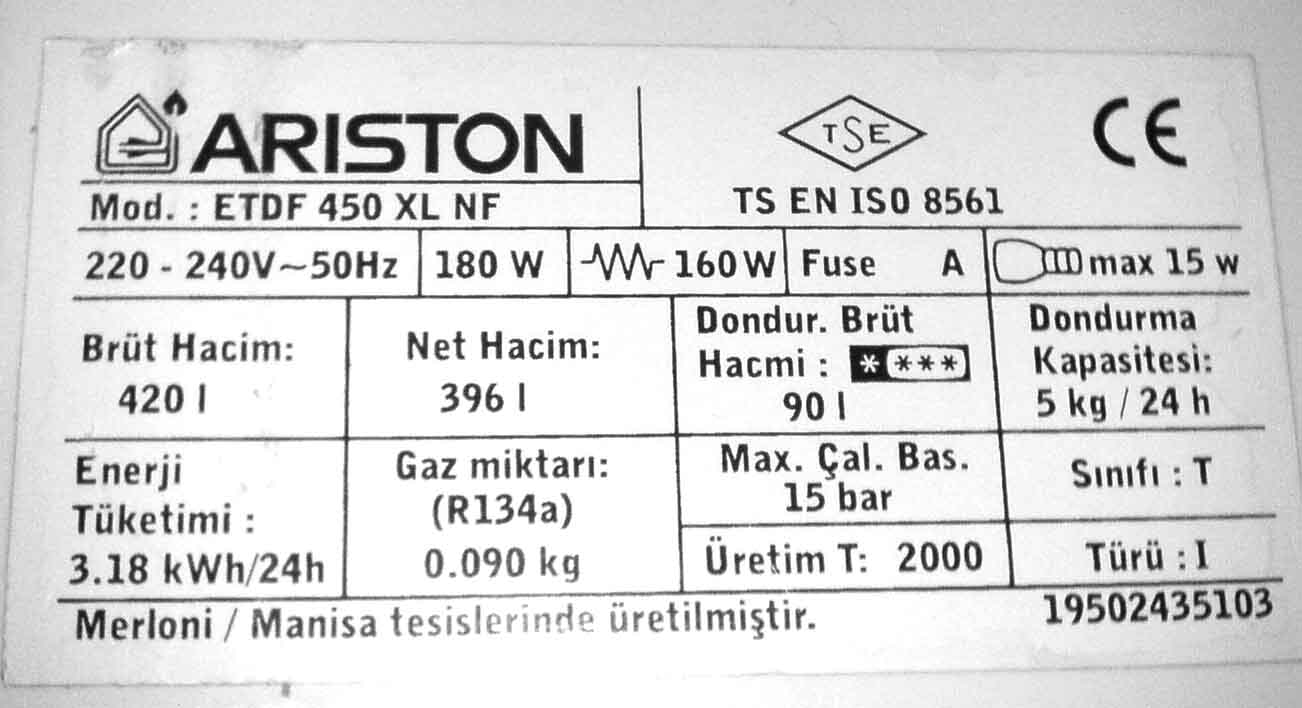 ARISTON
TSE
CE
Mod. : ETDF 450 XL NF
TS EN ISO 8561
220 - 240V~50Hz
180 W
160 W
Fuse A
max 15 w
Brüt Hacim:
420 l
Net Hacim:
396 l
Dondur. Brüt
Hacmi : ****
90 l
Dondurma
Kapasitesi:
5 kg / 24 h
Enerji
Tüketimi :
3.18 kWh/24h
Gaz miktarı:
(R134a)
0.090 kg
Max. Çal. Bas.
15 bar
Sınıfı : T
Üretim T: 2000
Türü : I
Merloni / Manisa tesislerinde üretilmiştir.
19502435103